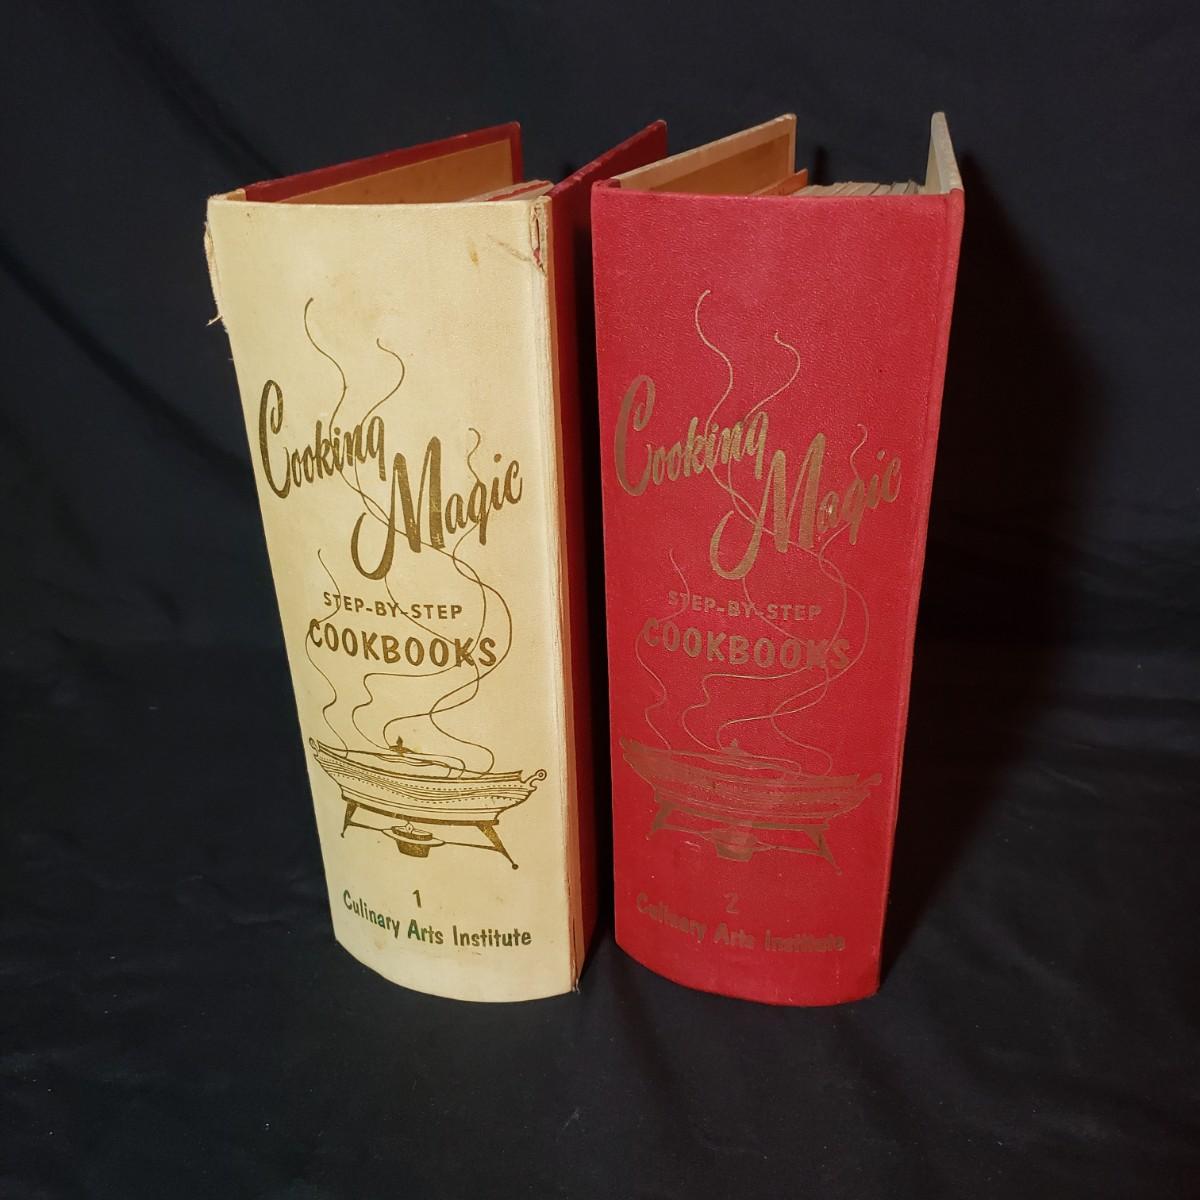 Cooking
Magic
STEP-BY-STEP
COOKBOOKS
1
Culinary Arts Institute
Cooking
Magic
STEP-BY-STEP
COOKBOOKS
2
Culinary Arts Institute